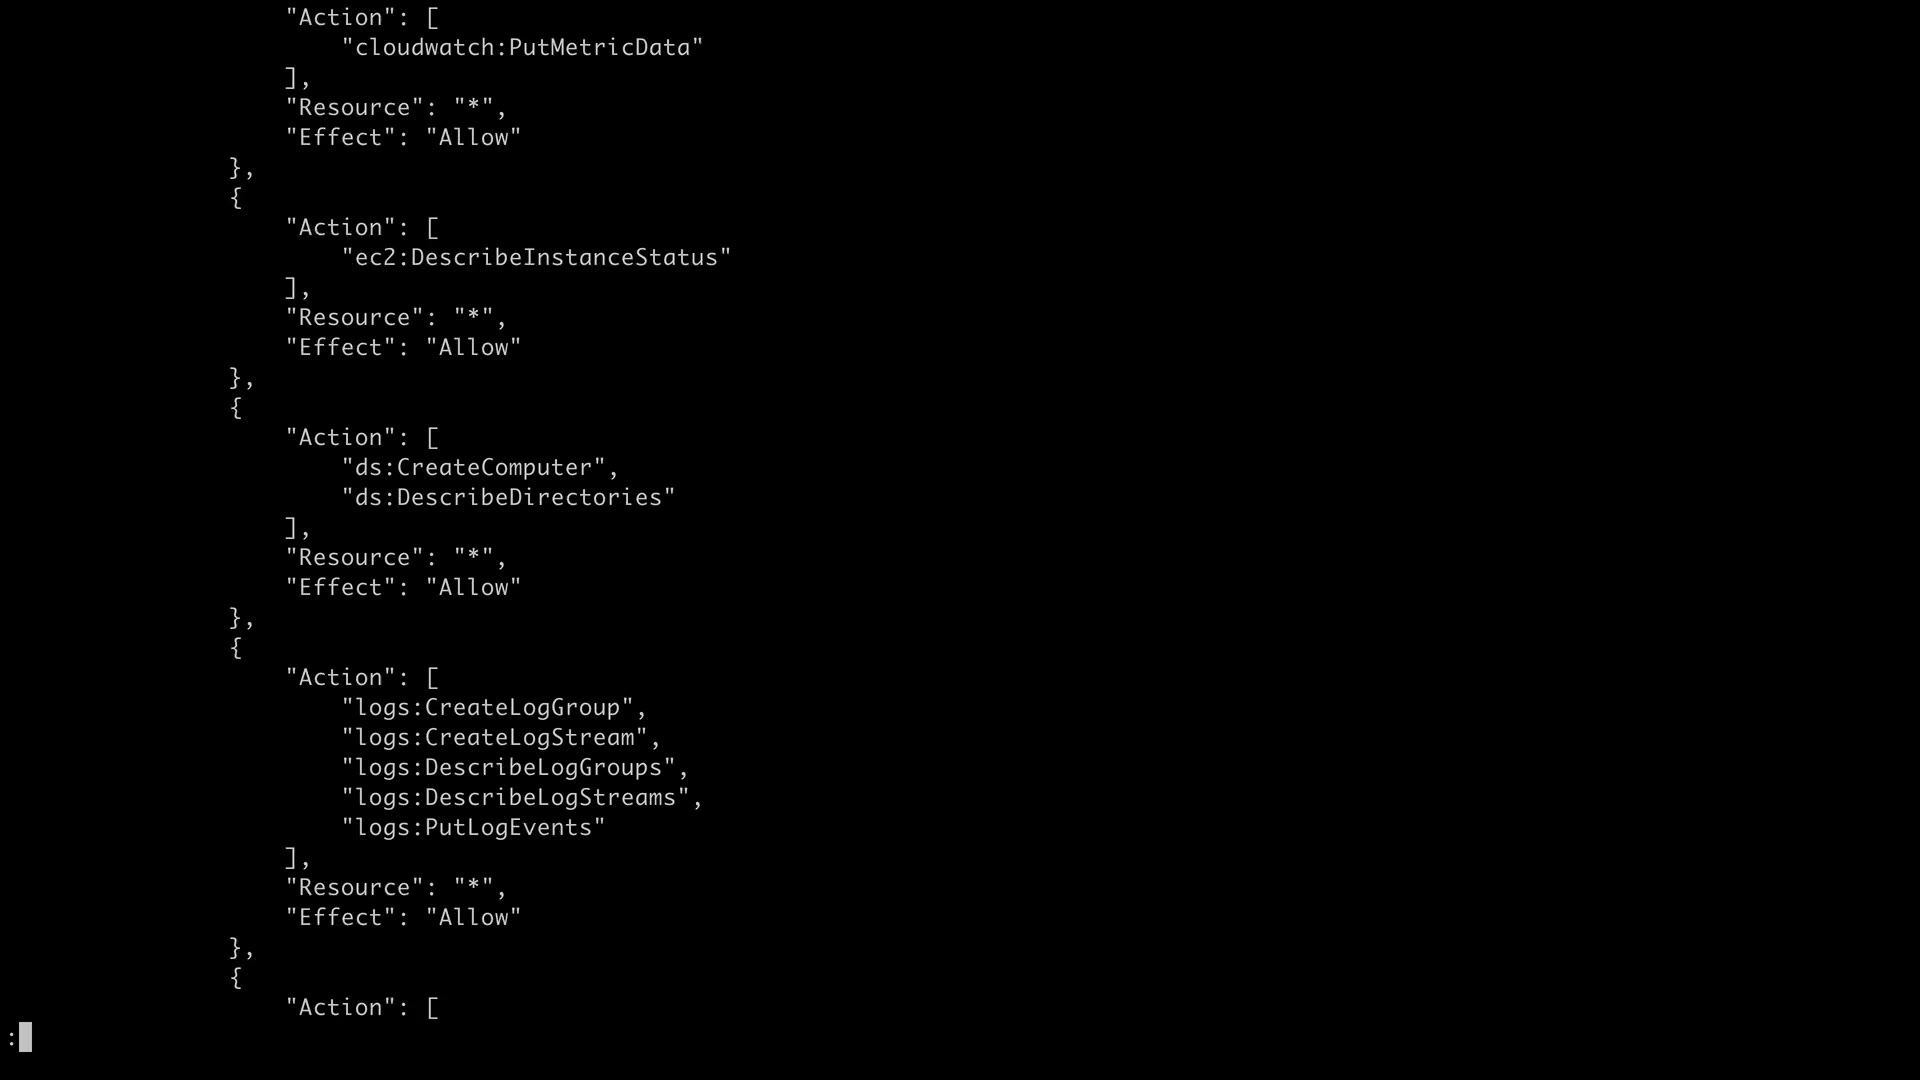 "Action": [
"cloudwatch:PutMetricData"
],
"Resource": "*",
"Effect": "Allow"
},
{
"Action": [
"ec2:DescribeInstanceStatus"
],
"Resource": "*",
"Effect": "Allow"
},
{
"Action": [
"ds:CreateComputer",
"ds:DescribeDirectories"
],
"Resource": "*",
"Effect": "Allow"
},
{
"Action": [
"logs:CreateLogGroup",
"logs:CreateLogStream",
"logs:DescribeLogGroups",
"logs:DescribeLogStreams",
"logs:PutLogEvents"
],
"Resource": "*",
"Effect": "Allow"
},
{
"Action": [
: